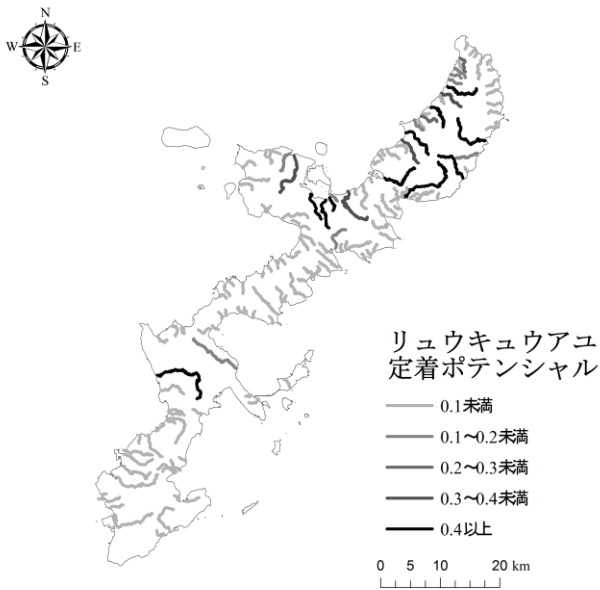 N
W E
S
リュウキュウアユ
定着ポテンシャル
0.1未満
0.1～0.2未満
0.2～0.3未満
0.3～0.4未満
0.4以上
0 5 10 20 km